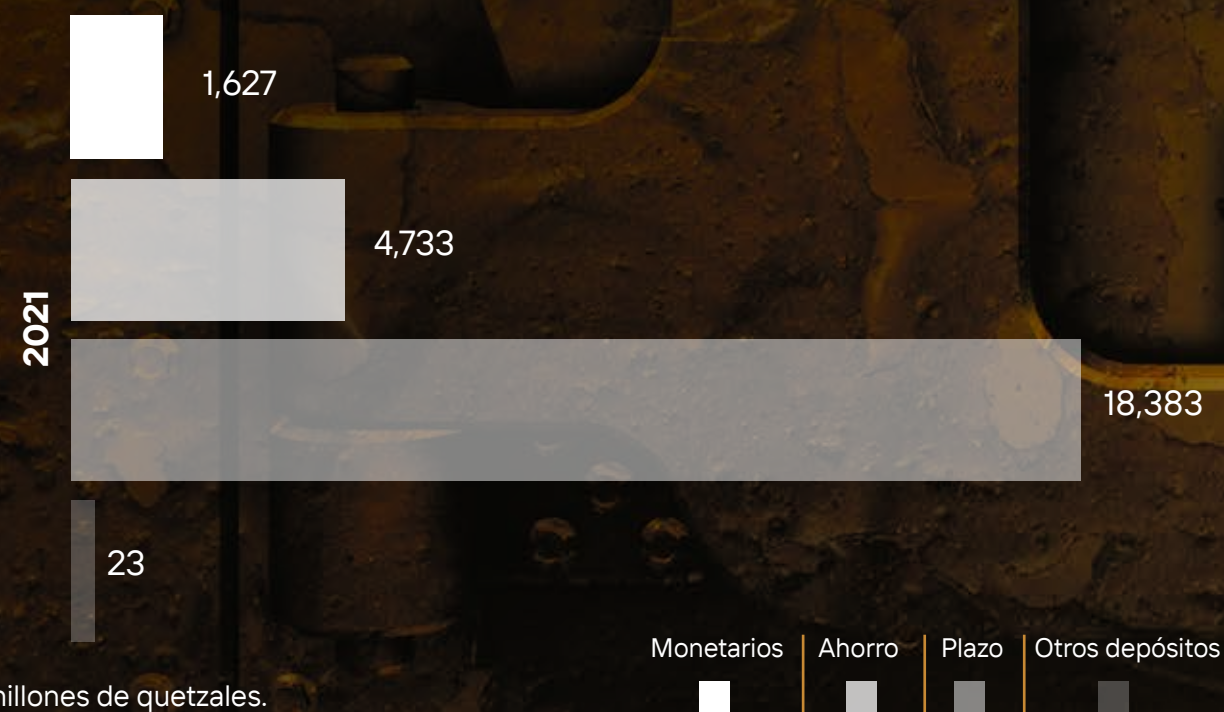 1,627
4,733
2021
18,383
23
Monetarios
Ahorro
Plazo
Otros depósitos
millones de quetzales.